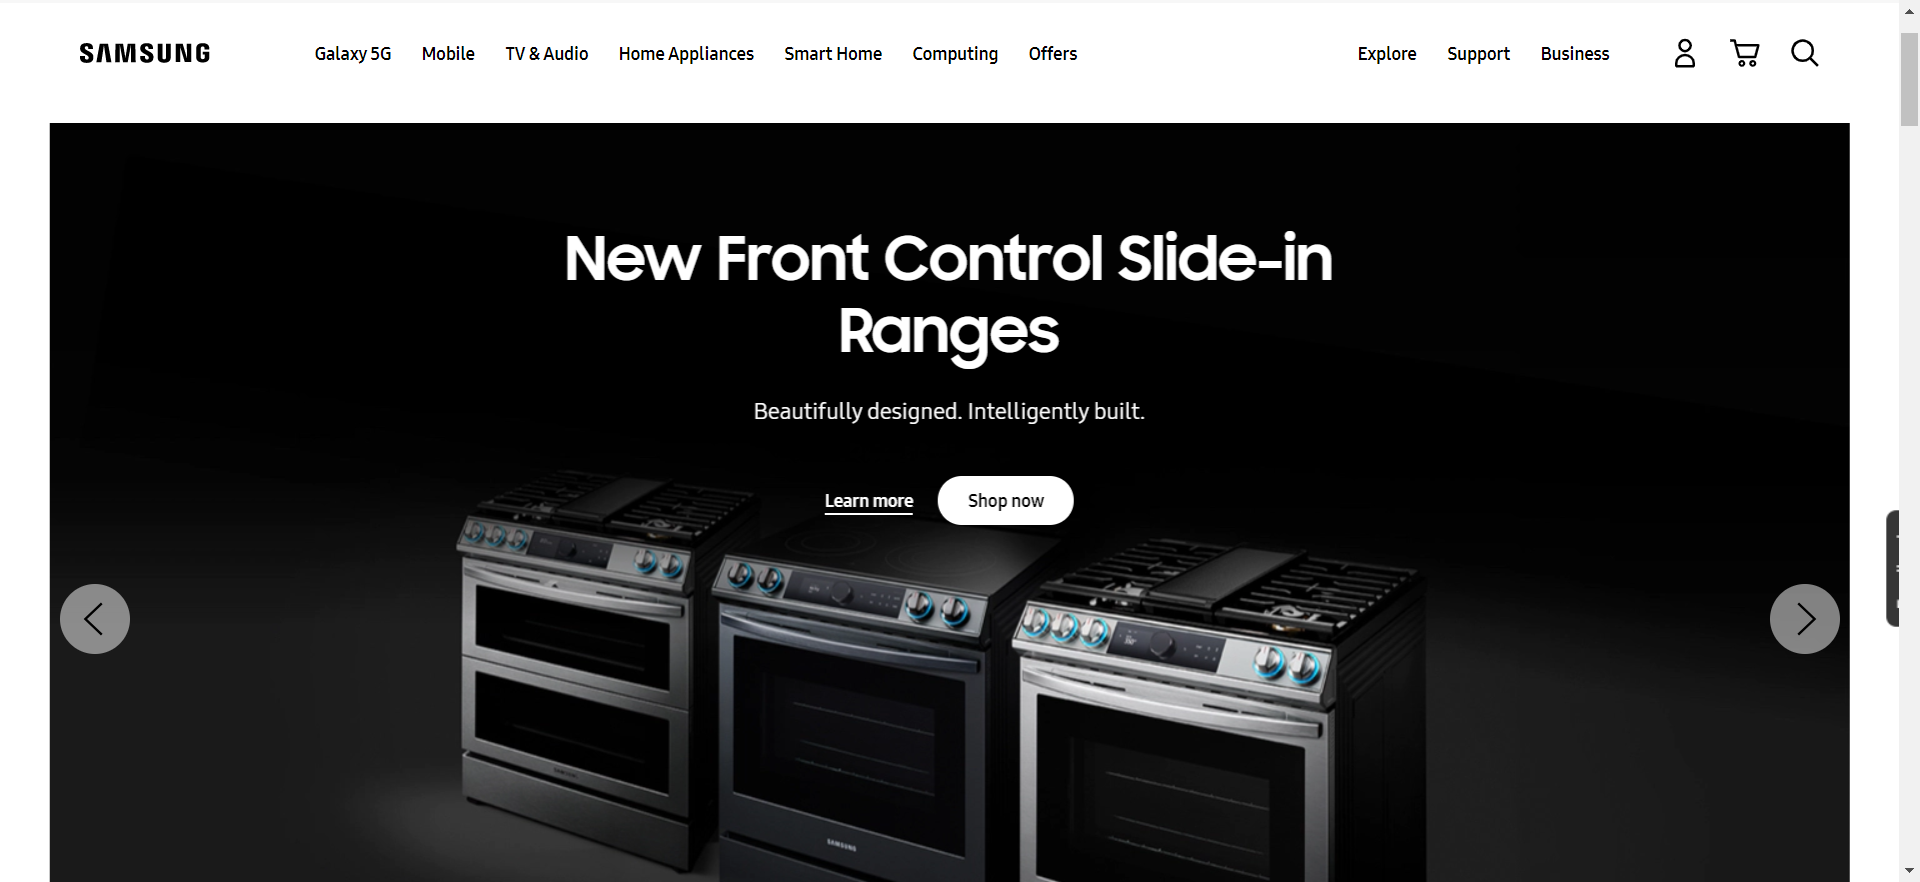 SAMSUNG Galaxy 5G Mobile TV & Audio Home Appliances Smart Home Computing Offers Explore Support Business
New Front Control Slide-in
Ranges
Beautifully designed. Intelligently built.
Learn more Shop now
SAMSUNG